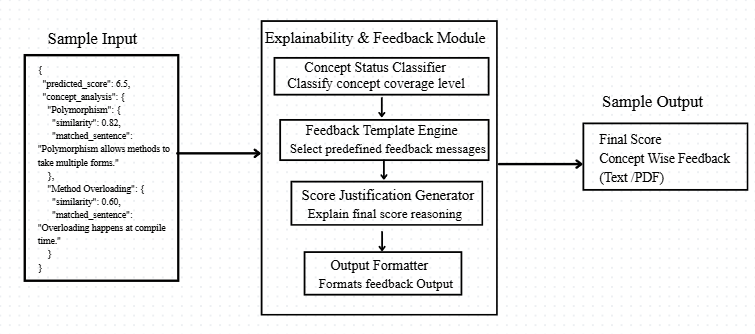 Sample Input
{
"predicted_score": 6.5,
"concept_analysis": {
"Polymorphism": {
"similarity": 0.82,
"matched_sentence":
"Polymorphism allows methods to
take multiple forms."
},
"Method Overloading": {
"similarity": 0.60,
"matched_sentence":
"Overloading happens at compile
time."
}
}
Explainability & Feedback Module
Concept Status Classifier
Classify concept coverage level
Feedback Template Engine
Select predefined feedback messages
Score Justification Generator
Explain final score reasoning
Output Formatter
Formats feedback Output
Sample Output
Final Score
Concept Wise Feedback
(Text /PDF)